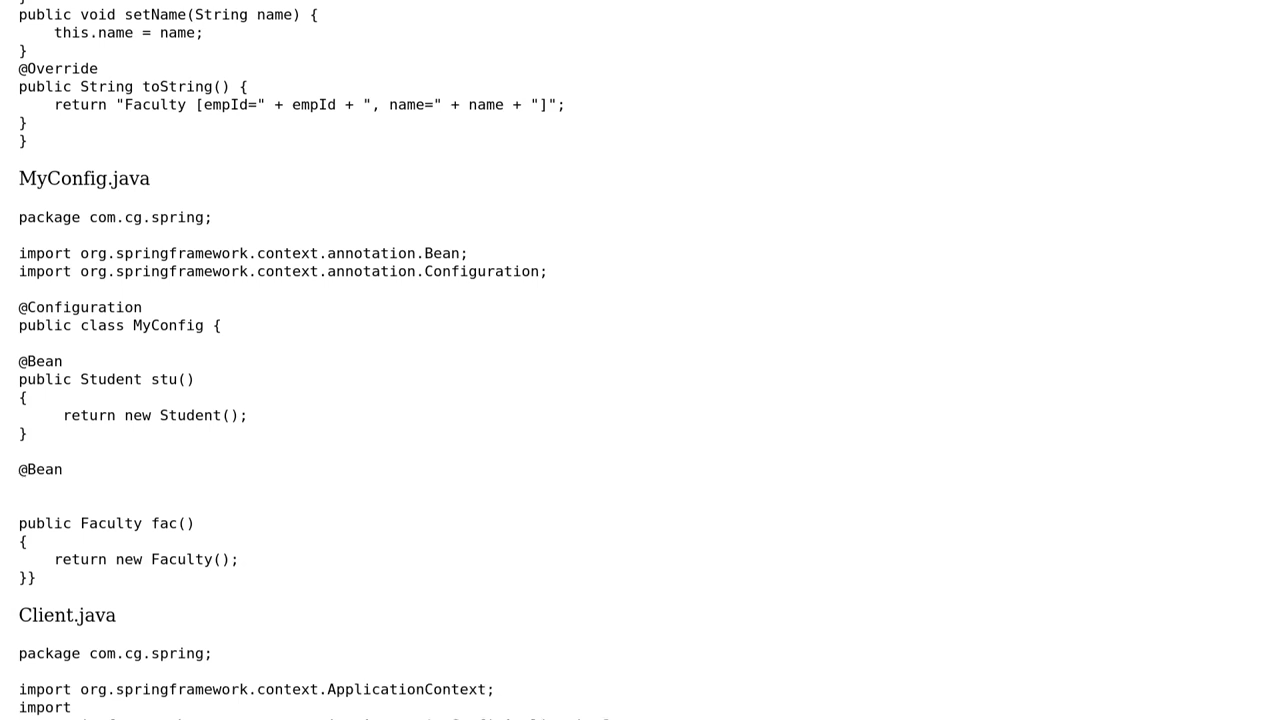 public void setName(String name) {
    this.name = name;
}
@Override
public String toString() {
    return "Faculty [empId=" + empId + ", name=" + name + "]";
}
}
MyConfig.java
package com.cg.spring;
import org.springframework.context.annotation.Bean;
import org.springframework.context.annotation.Configuration;
@Configuration
public class MyConfig {
@Bean
public Student stu()
{
     return new Student();
}
@Bean
public Faculty fac()
{
    return new Faculty();
}}
Client.java
package com.cg.spring;
import org.springframework.context.ApplicationContext;
import